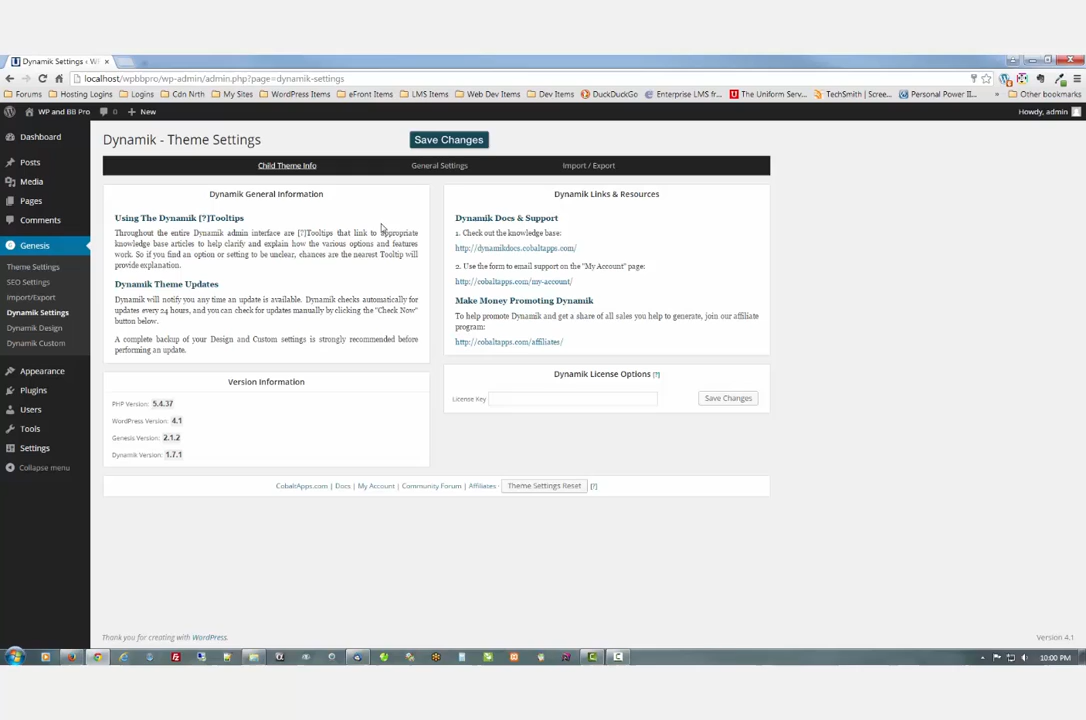 Dynamik Settings ‹ W
localhost/wpbbpro/wp-admin/admin.php?page=dynamik-settings
Forums Hosting Logins Cdn Nrth My Sites WordPress Items eFront Items LMS Items Web Dev Items Dev Items DuckDuckGo Enterprise LMS fr... The Uniform Serv... TechSmith | Scree... Personal Power II... Other bookmarks
WP and BB Pro 0 New Howdy, admin
Dashboard
Posts
Media
Pages
Comments
Genesis
Theme Settings
SEO Settings
Import/Export
Dynamik Settings
Dynamik Design
Dynamik Custom
Appearance
Plugins
Users
Tools
Settings
Collapse menu
Dynamik - Theme Settings
Save Changes
Child Theme Info General Settings Import / Export
Dynamik General Information
Using The Dynamik [?]Tooltips
Throughout the entire Dynamik admin interface are [?]Tooltips that link to appropriate
knowledge base articles to help clarify and explain how the various options and features
work. So if you find an option or setting to be unclear, chances are the nearest Tooltip will
provide explanation.
Dynamik Theme Updates
Dynamik will notify you any time an update is available. Dynamik checks automatically for
updates every 24 hours, and you can check for updates manually by clicking the "Check Now"
button below.
A complete backup of your Design and Custom settings is strongly recommended before
performing an update.
Version Information
PHP Version: 5.4.37
WordPress Version: 4.1
Genesis Version: 2.1.2
Dynamik Version: 1.7.1
Dynamik Links & Resources
Dynamik Docs & Support
1. Check out the knowledge base:
http://dynamikdocs.cobaltapps.com/
2. Use the form to email support on the "My Account" page:
http://cobaltapps.com/my-account/
Make Money Promoting Dynamik
To help promote Dynamik and get a share of all sales you help to generate, join our affiliate
program:
http://cobaltapps.com/affiliates/
Dynamik License Options [?]
License Key Save Changes
CobaltApps.com | Docs | My Account | Community Forum | Affiliates · Theme Settings Reset [?]
Thank you for creating with WordPress. Version 4.1
10:00 PM